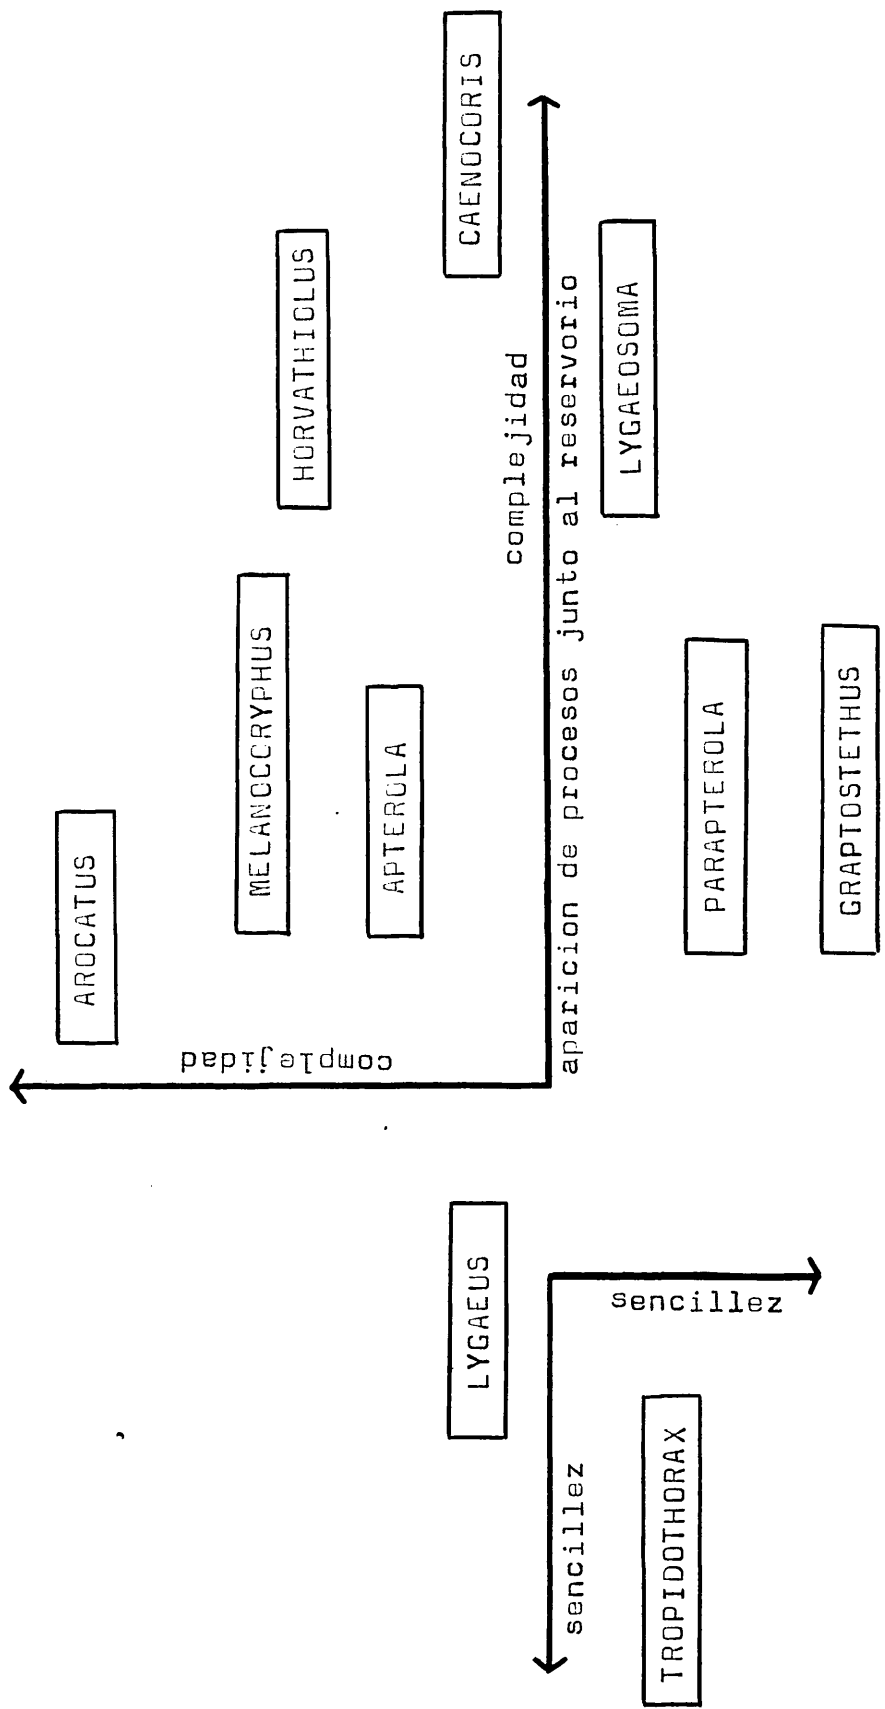 AROCATUS
MELANOCORYPHUS
complejidad
HORVATHIOLUS
APTEROLA
CAENOCORIS
LYGAEUS
complejidad
aparicion de procesos junto al reservorio
sencillez
LYGAEOSOMA
TROPIDOTHORAX
sencillez
PARAPTEROLA
GRAPTOSTETHUS